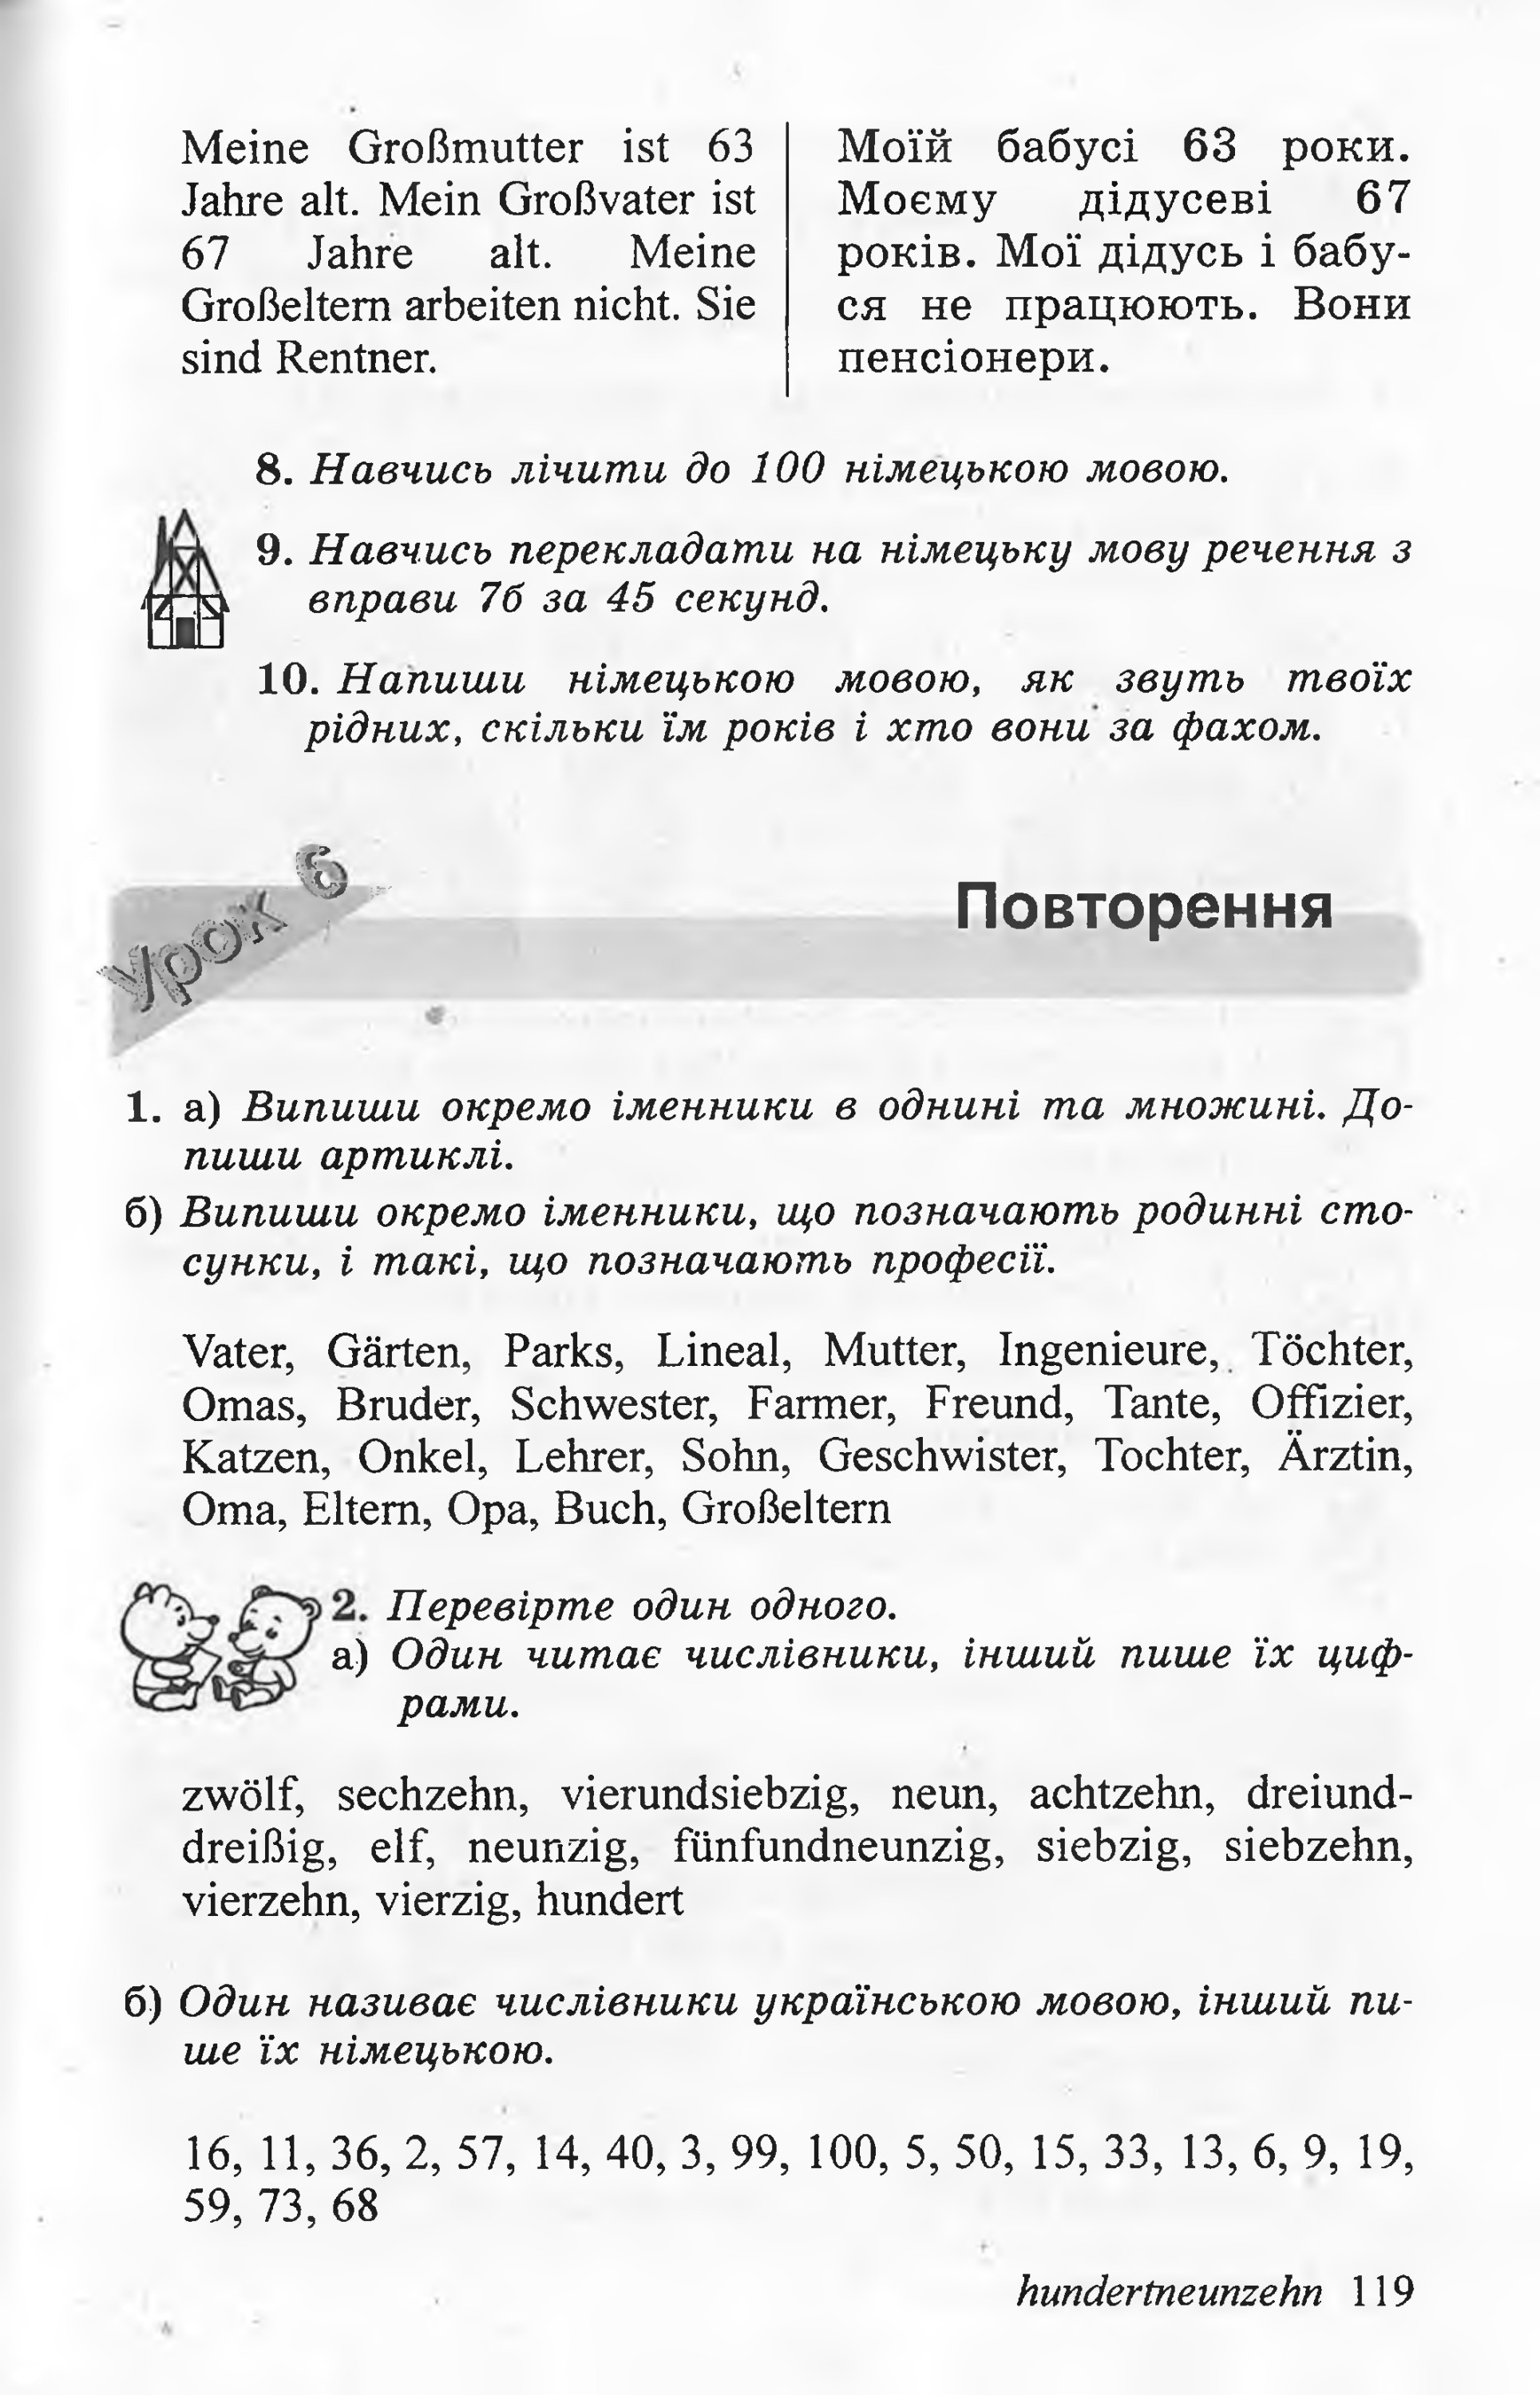 Meine Großmutter ist 63
Jahre alt. Mein Großvater ist
67 Jahre alt. Meine
Großeltern arbeiten nicht. Sie
sind Rentner.
Моїй бабусі 63 роки.
Моєму дідусеві 67
років. Мої дідусь і бабу-
ся не працюють. Вони
пенсіонери.
8. Навчись лічити до 100 німецькою мовою.
9. Навчись перекладати на німецьку мову речення з
вправи 7б за 45 секунд.
10. Напиши німецькою мовою, як звуть твоїх
рідних, скільки їм років і хто вони за фахом.
Урок 6
Повторення
1. а) Випиши окремо іменники в однині та множині. До-
пиши артиклі.
б) Випиши окремо іменники, що позначають родинні сто-
сунки, і такі, що позначають професії.
Vater, Gärten, Parks, Lineal, Mutter, Ingenieure, Töchter,
Omas, Bruder, Schwester, Farmer, Freund, Tante, Offizier,
Katzen, Onkel, Lehrer, Sohn, Geschwister, Tochter, Ärztin,
Oma, Eltern, Opa, Buch, Großeltern
2. Перевірте один одного.
а) Один читає числівники, інший пише їх циф-
рами.
zwölf, sechzehn, vierundsiebzig, neun, achtzehn, dreiund-
dreißig, elf, neunzig, fünfundneunzig, siebzig, siebzehn,
vierzehn, vierzig, hundert
б) Один називає числівники українською мовою, інший пи-
ше їх німецькою.
16, 11, 36, 2, 57, 14, 40, 3, 99, 100, 5, 50, 15, 33, 13, 6, 9, 19,
59, 73, 68
hundertneunzehn 119